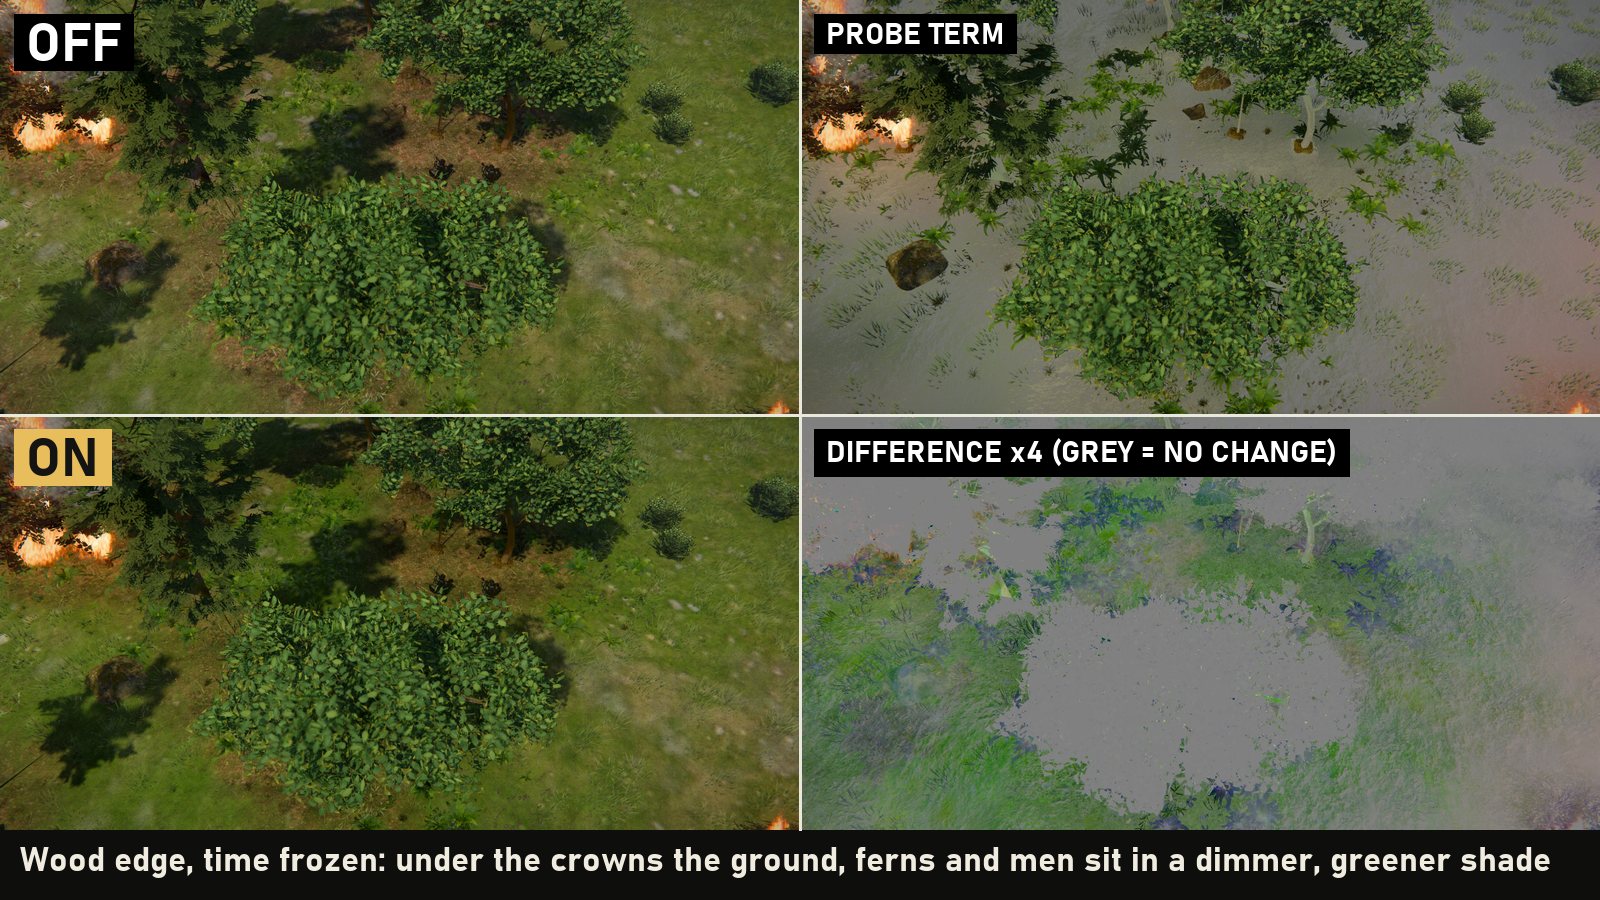 OFF
PROBE TERM
ON
DIFFERENCE x4 (GREY = NO CHANGE)
Wood edge, time frozen: under the crowns the ground, ferns and men sit in a dimmer, greener shade